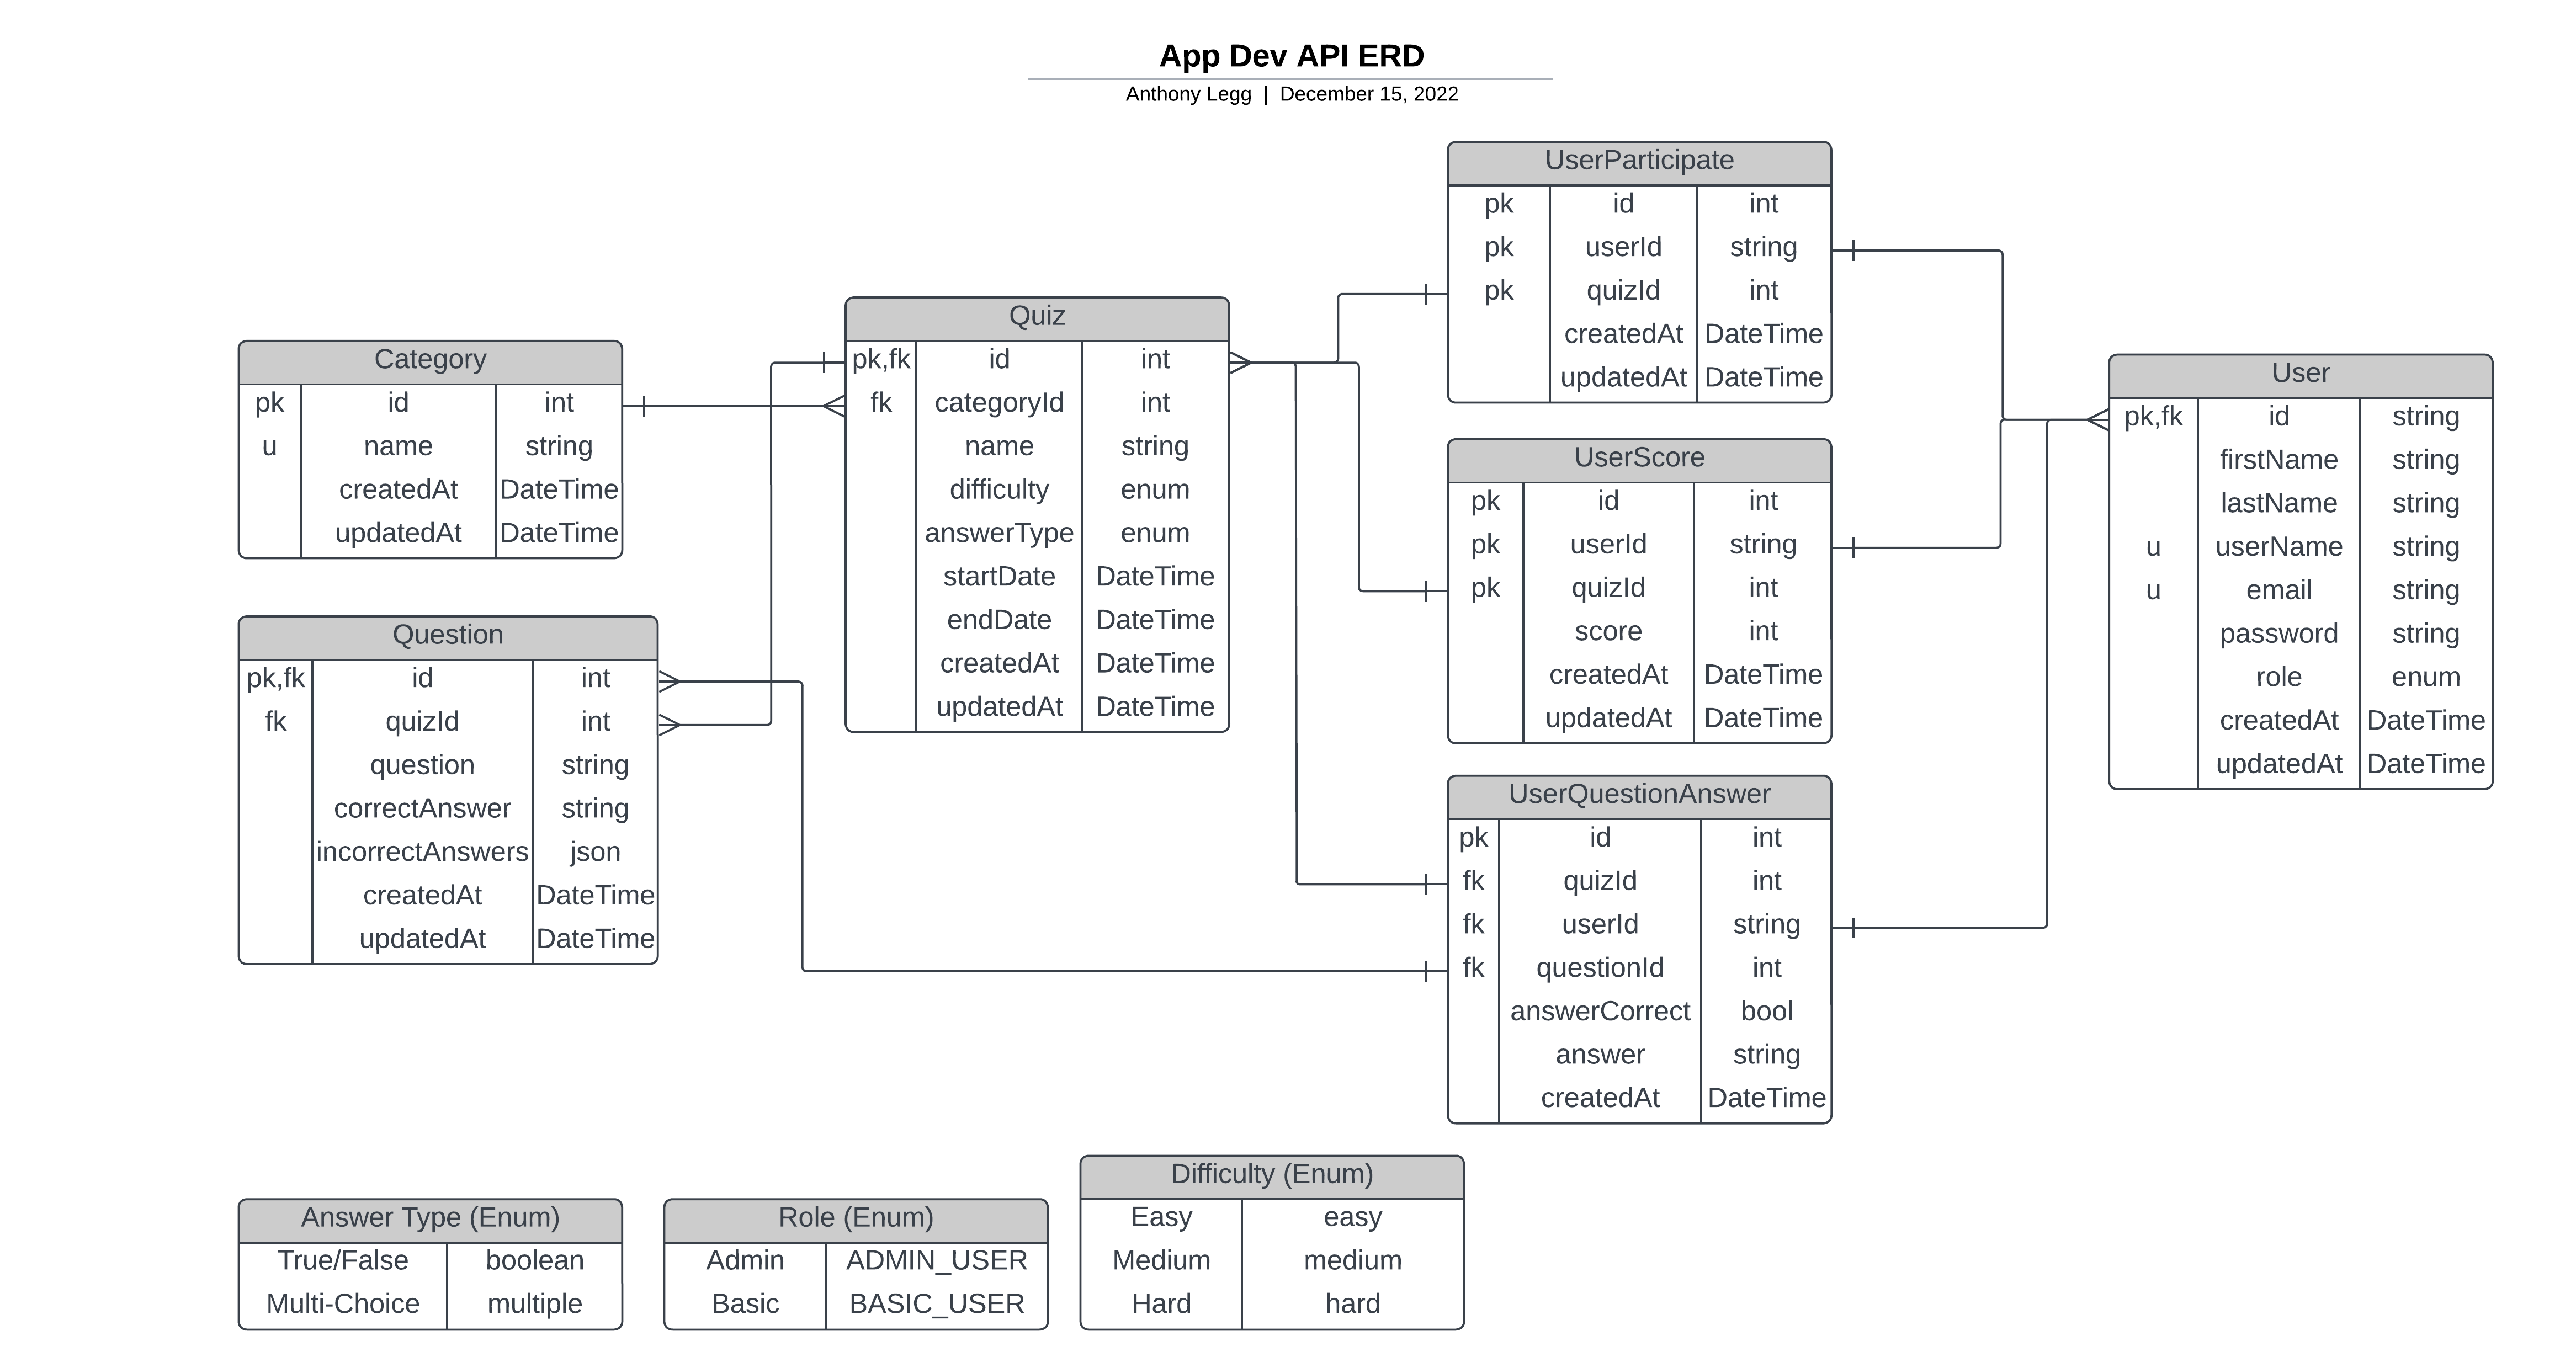 App Dev API ERD
Anthony Legg | December 15, 2022
UserParticipate
pk id int
pk userId string
pk quizId int
createdAt DateTime
updatedAt DateTime
Quiz
pk,fk id int
fk categoryId int
name string
difficulty enum
answerType enum
startDate DateTime
endDate DateTime
createdAt DateTime
updatedAt DateTime
Category
pk id int
u name string
createdAt DateTime
updatedAt DateTime
User
pk,fk id string
firstName string
lastName string
u userName string
u email string
password string
role enum
createdAt DateTime
updatedAt DateTime
UserScore
pk id int
pk userId string
pk quizId int
score int
createdAt DateTime
updatedAt DateTime
Question
pk,fk id int
fk quizId int
question string
correctAnswer string
incorrectAnswers json
createdAt DateTime
updatedAt DateTime
UserQuestionAnswer
pk id int
fk quizId int
fk userId string
fk questionId int
answerCorrect bool
answer string
createdAt DateTime
Answer Type (Enum)
True/False boolean
Multi-Choice multiple
Role (Enum)
Admin ADMIN_USER
Basic BASIC_USER
Difficulty (Enum)
Easy easy
Medium medium
Hard hard